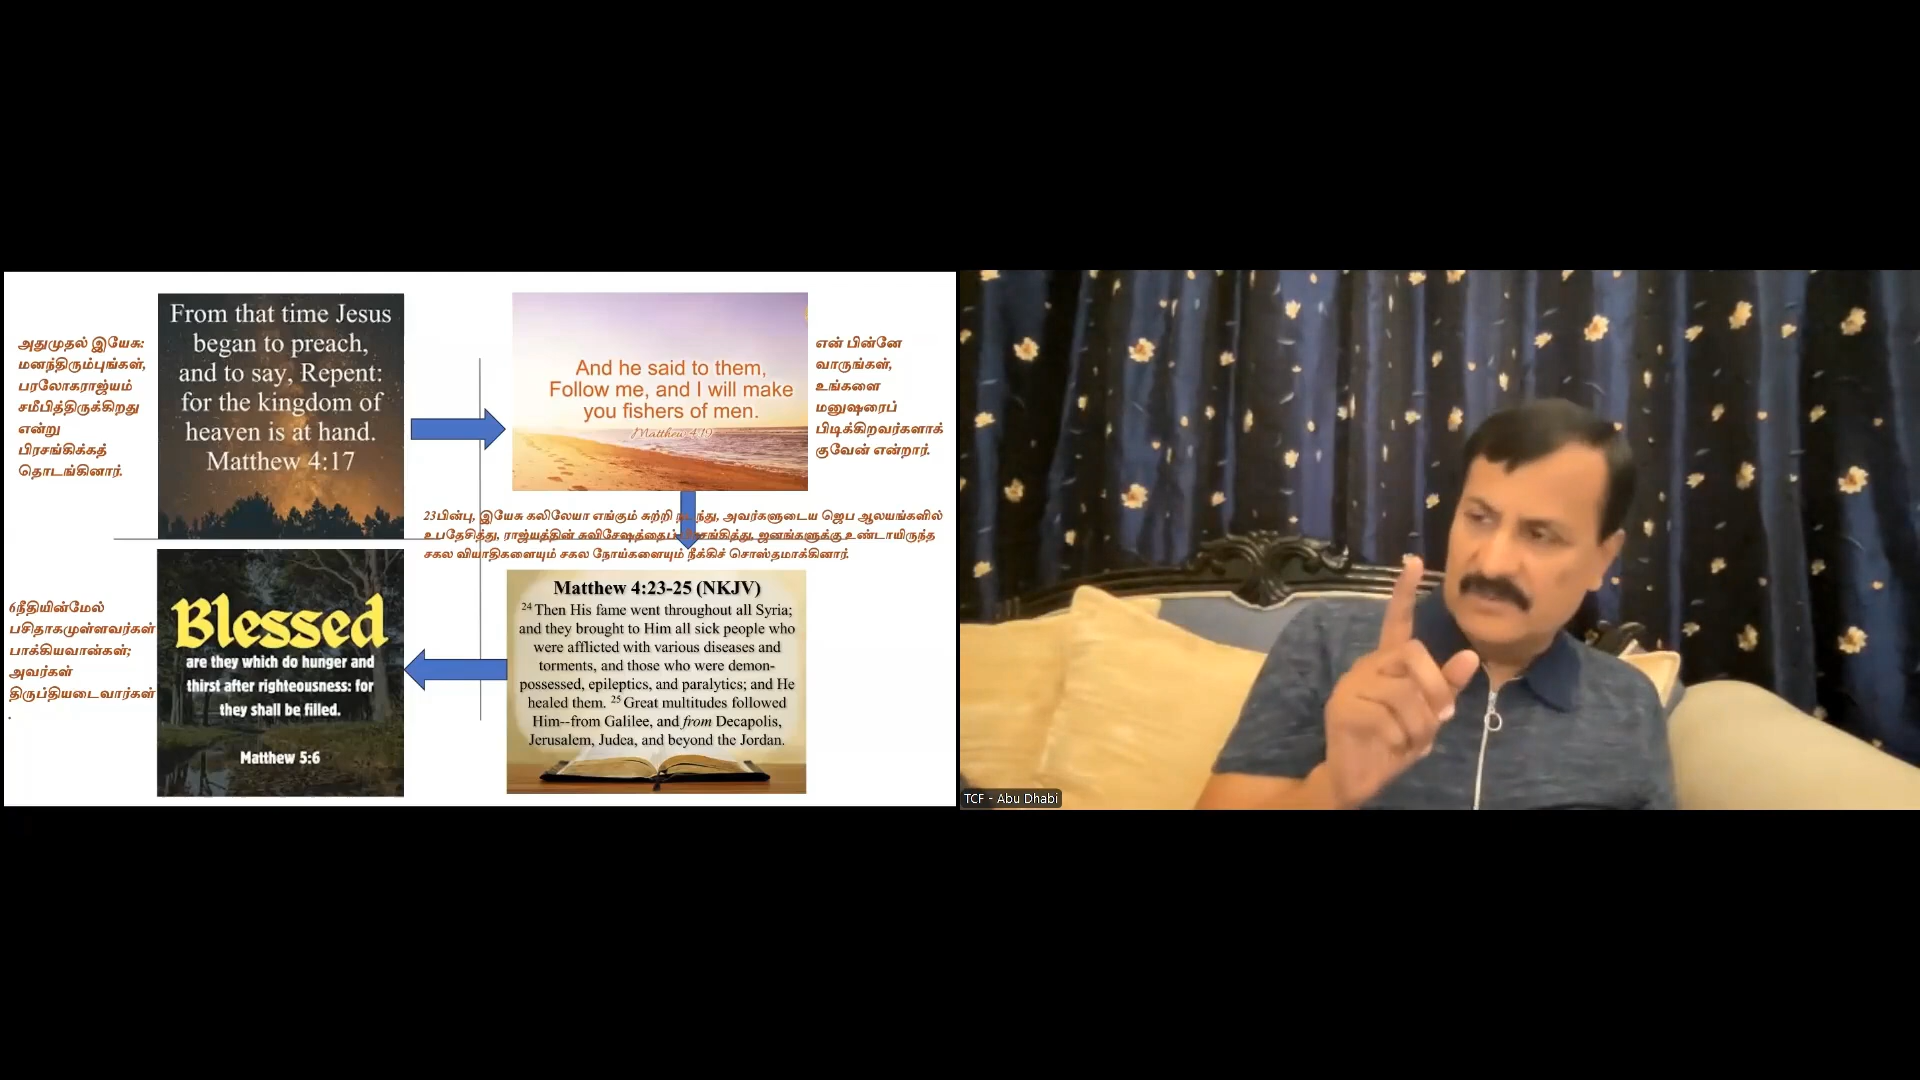 அதுமுதல் இயேசு:
மனந்திரும்புங்கள்,
பரலோகராஜ்யம்
சமீபித்திருக்கிறது
என்று
பிரசங்கிக்கத்
தொடங்கினார்.
From that time Jesus
began to preach,
and to say, Repent:
for the kingdom of
heaven is at hand.
Matthew 4:17
And he said to them,
Follow me, and I will make
you fishers of men.
Matthew 4:19
என் பின்னே
வாருங்கள்,
உங்களை
மனுஷரைப்
பிடிக்கிறவர்களாக்
குவேன் என்றார்.
23பின்பு, இயேசு கலிலேயா எங்கும் சுற்றி நடந்து, அவர்களுடைய ஜெப ஆலயங்களில்
உபதேசித்து, ராஜ்யத்தின் சுவிசேஷத்தைப் பிரசங்கித்து, ஜனங்களுக்கு உண்டாயிருந்த
சகல வியாதிகளையும் சகல நோய்களையும் நீக்கிச் சொஸ்தமாக்கினார்.
6நீதியின்மேல்
பசிதாகமுள்ளவர்கள்
பாக்கியவான்கள்;
அவர்கள்
திருப்தியடைவார்கள்
.
Blessed
are they which do hunger and
thirst after righteousness: for
they shall be filled.
Matthew 5:6
Matthew 4:23-25 (NKJV)
24 Then His fame went throughout all Syria;
and they brought to Him all sick people who
were afflicted with various diseases and
torments, and those who were demon-
possessed, epileptics, and paralytics; and He
healed them. 25 Great multitudes followed
Him--from Galilee, and from Decapolis,
Jerusalem, Judea, and beyond the Jordan.
TCF - Abu Dhabi